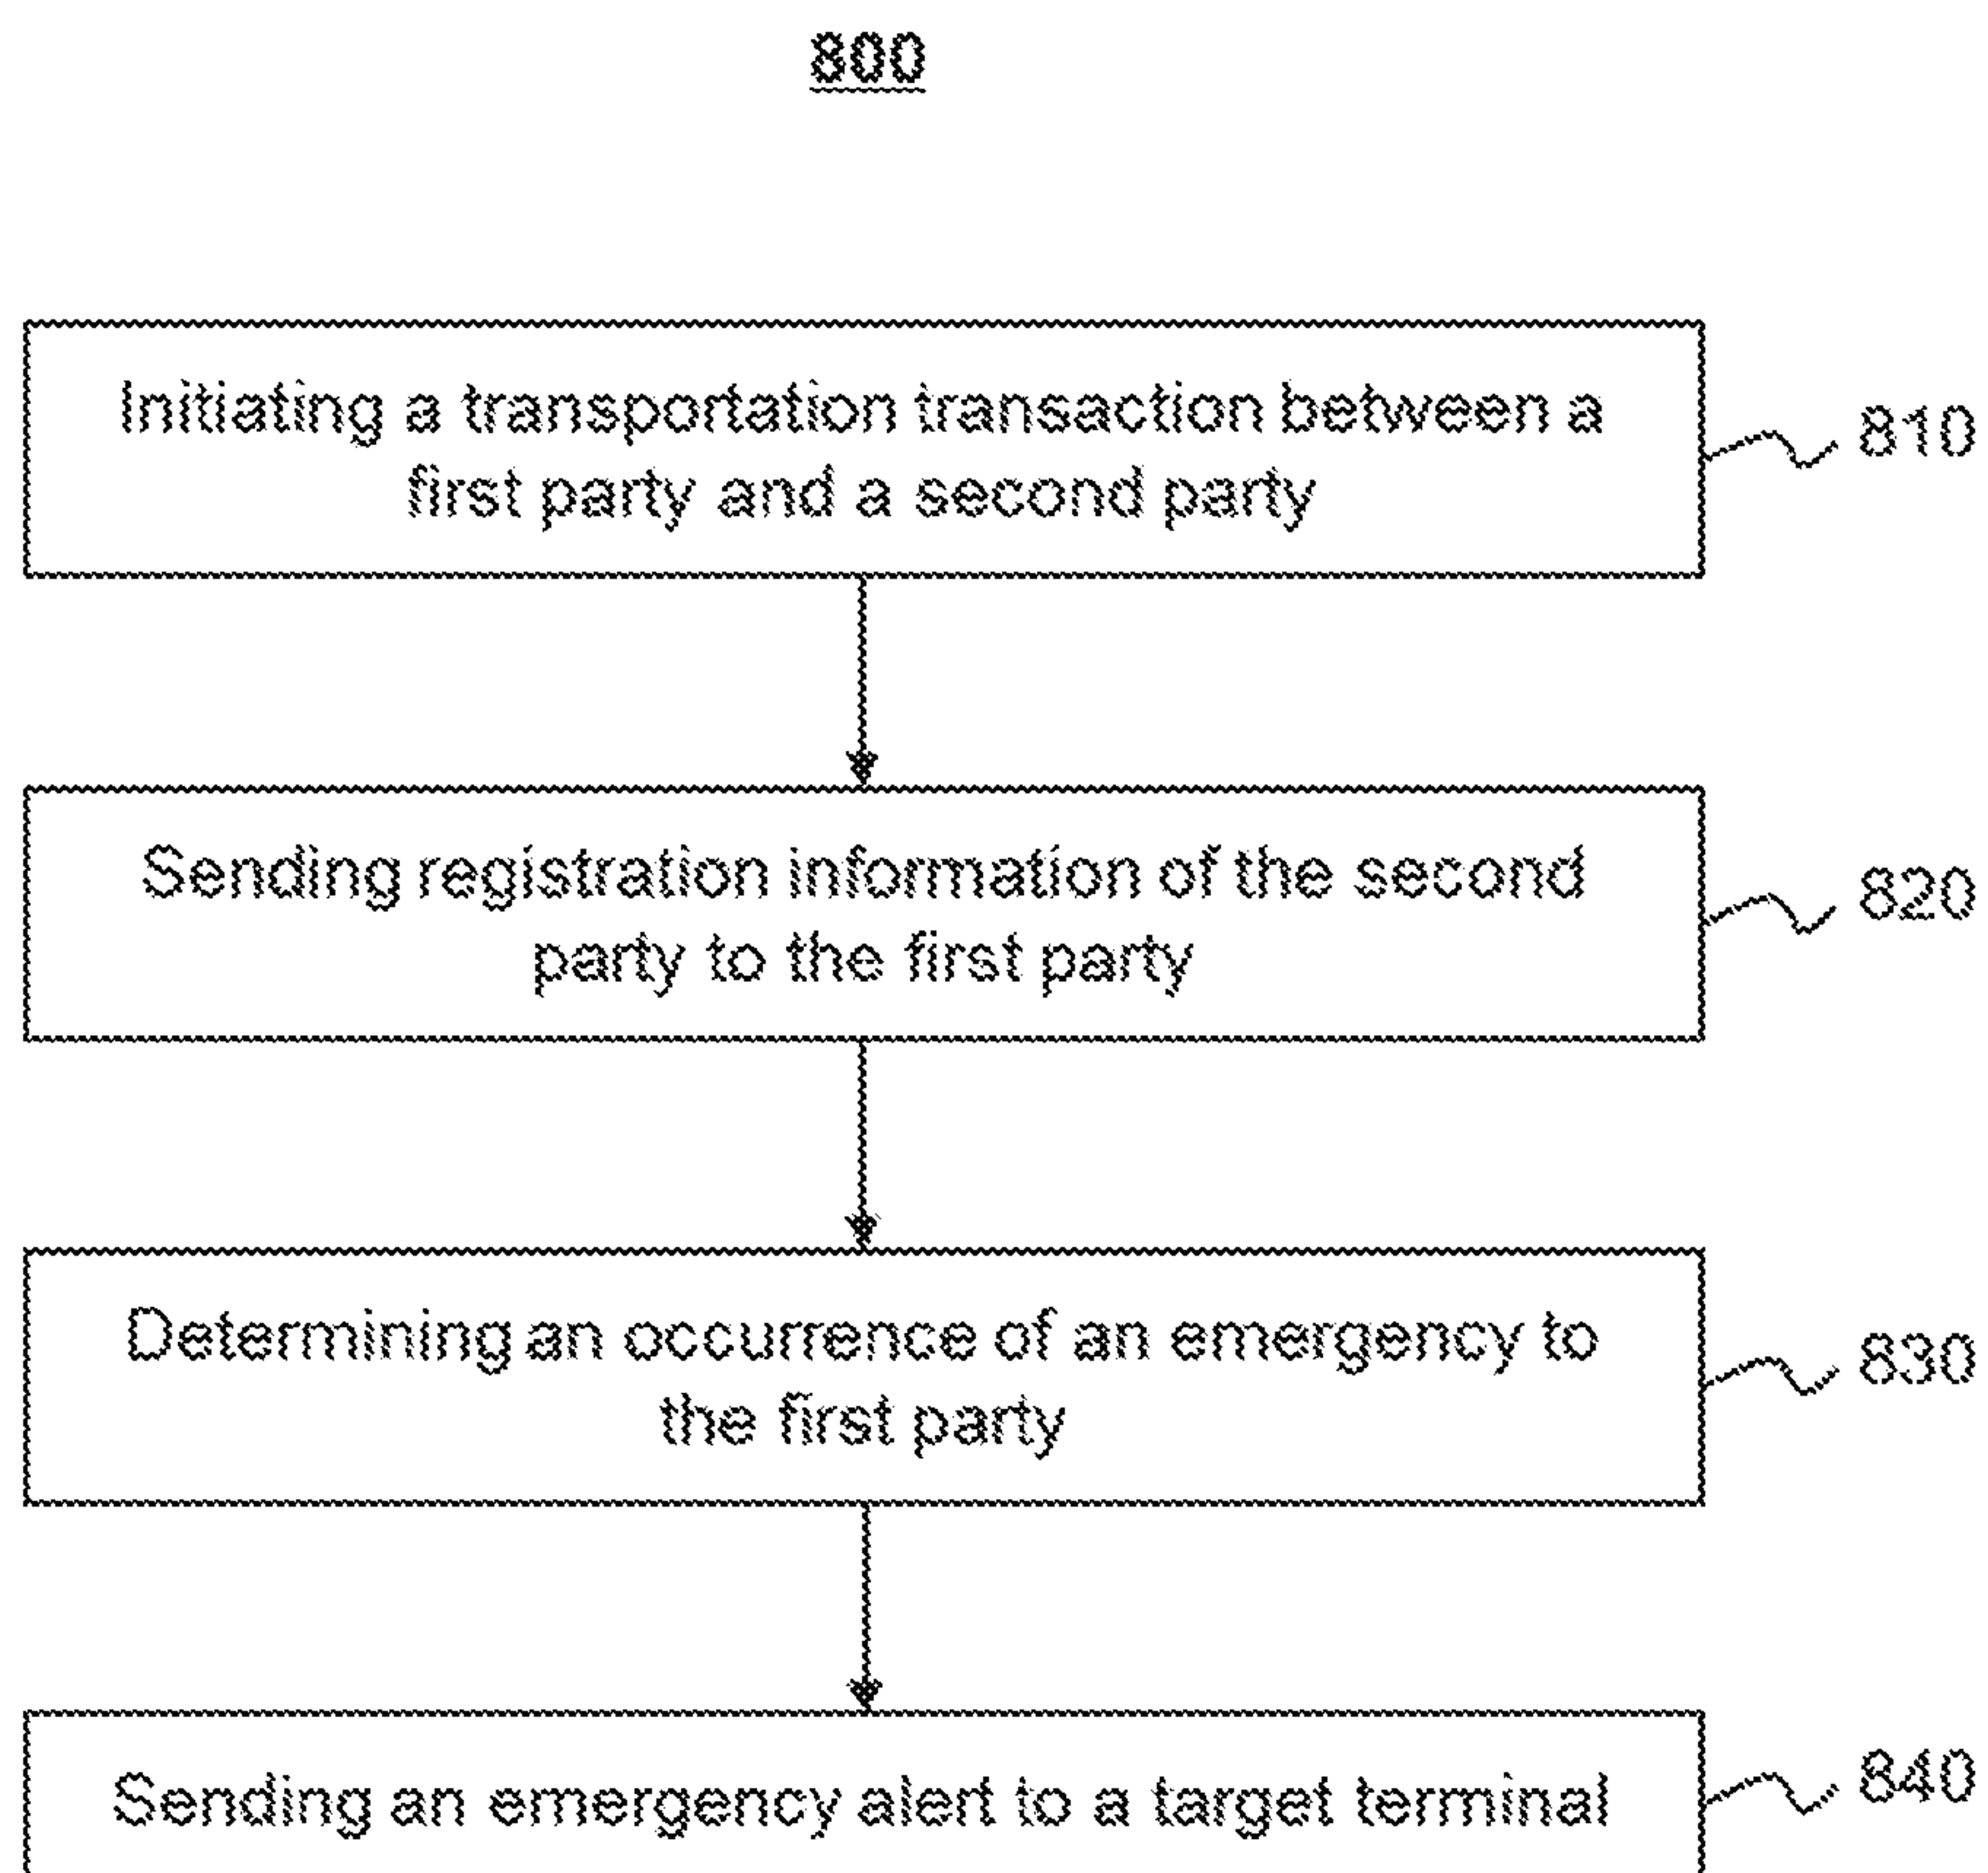 800
Initiating a transportation transaction between a
first party and a second party
810
Sending registration information of the second
party to the first party
820
Determining an occurrence of an emergency to
the first party
830
Sending an emergency alert to a target terminal
840